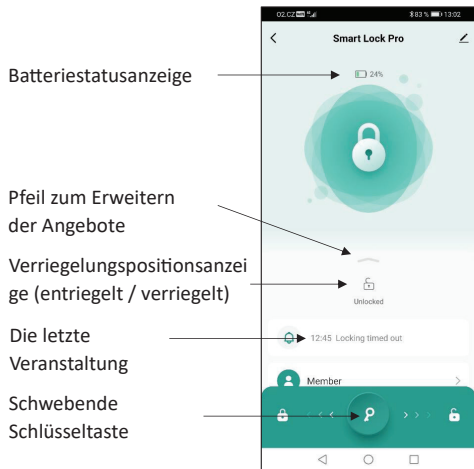 O2.CZ 83 % 13:02
Smart Lock Pro
Batteriestatusanzeige
24%
Pfeil zum Erweitern
der Angebote
Verriegelungspositionsanzei
ge (entriegelt / verriegelt)
Unlocked
Die letzte
Veranstaltung
12:45 Locking timed out
Member
Schwebende
Schlüsseltaste